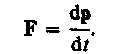 F = dp/dt.